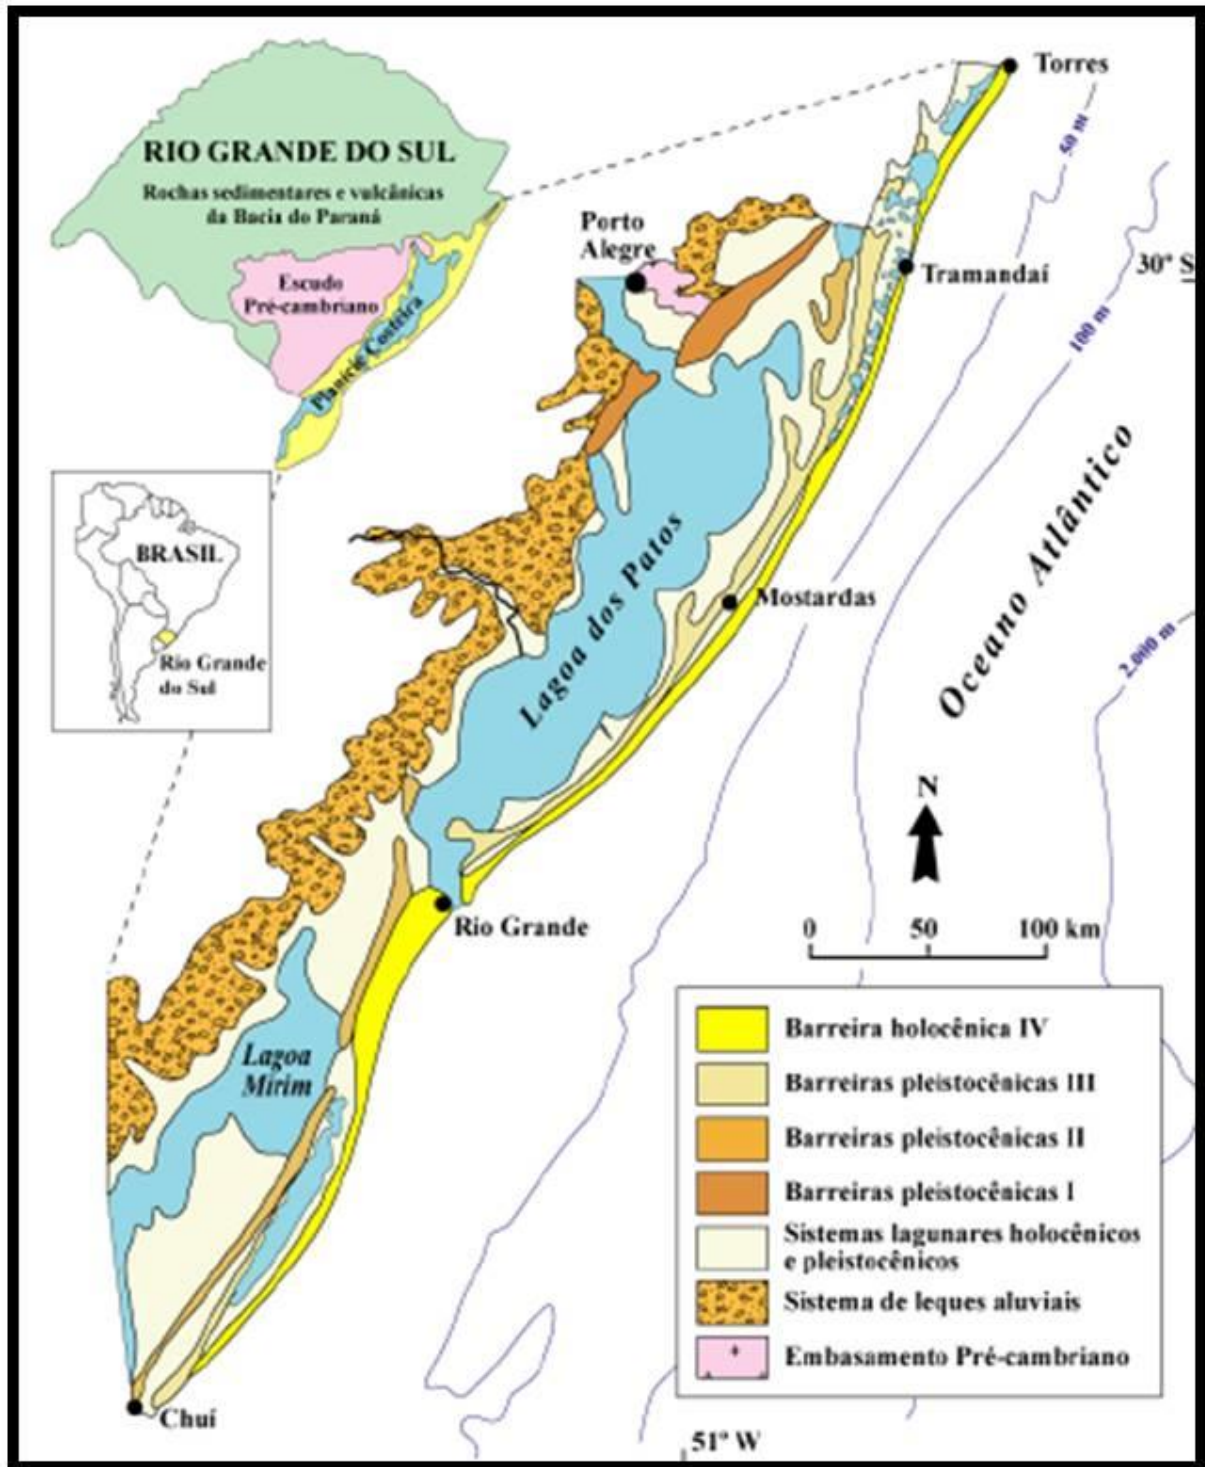 RIO GRANDE DO SUL
Rochas sedimentares e vulcânicas
da Bacia do Paraná
Escudo
Pré-cambriano
Planície Costeira
BRASIL
Rio Grande
do Sul
Torres
Porto
Alegre
Tramandaí
30º S
50 m
100 m
2.000 m
Oceano Atlântico
Lagoa dos Patos
Mostardas
N
Rio Grande
0 50 100 km
Lagoa
Mirim
Chuí
51º W
Barreira holocênica IV
Barreiras pleistocênicas III
Barreiras pleistocênicas II
Barreiras pleistocênicas I
Sistemas lagunares holocênicos
e pleistocênicos
Sistema de leques aluviais
Embasamento Pré-cambriano